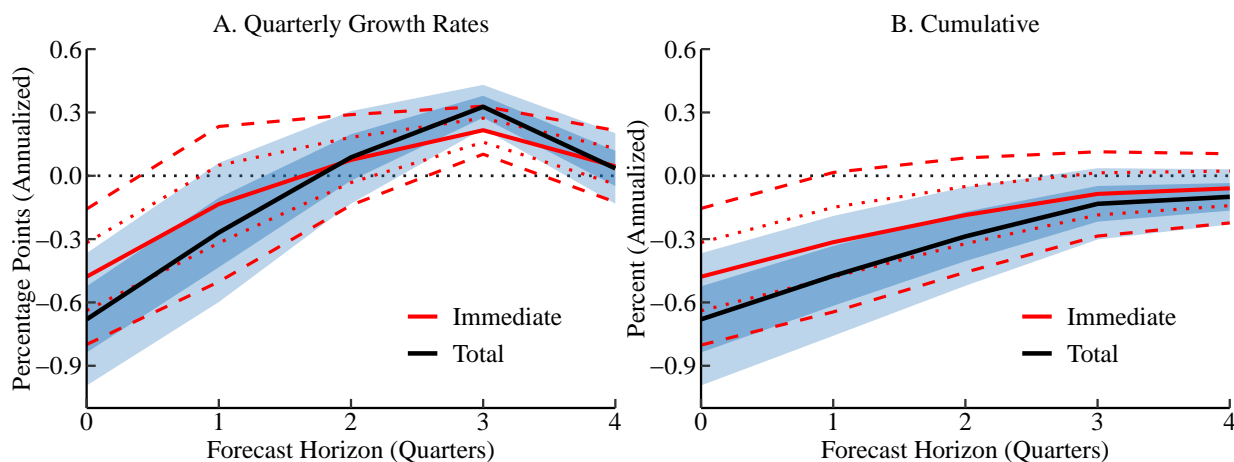 A. Quarterly Growth Rates
Percentage Points (Annualized)
0.6
0.3
0.0
−0.3
−0.6
−0.9
Immediate
Total
0 1 2 3 4
Forecast Horizon (Quarters)
B. Cumulative
Percent (Annualized)
0.6
0.3
0.0
−0.3
−0.6
−0.9
Immediate
Total
0 1 2 3 4
Forecast Horizon (Quarters)